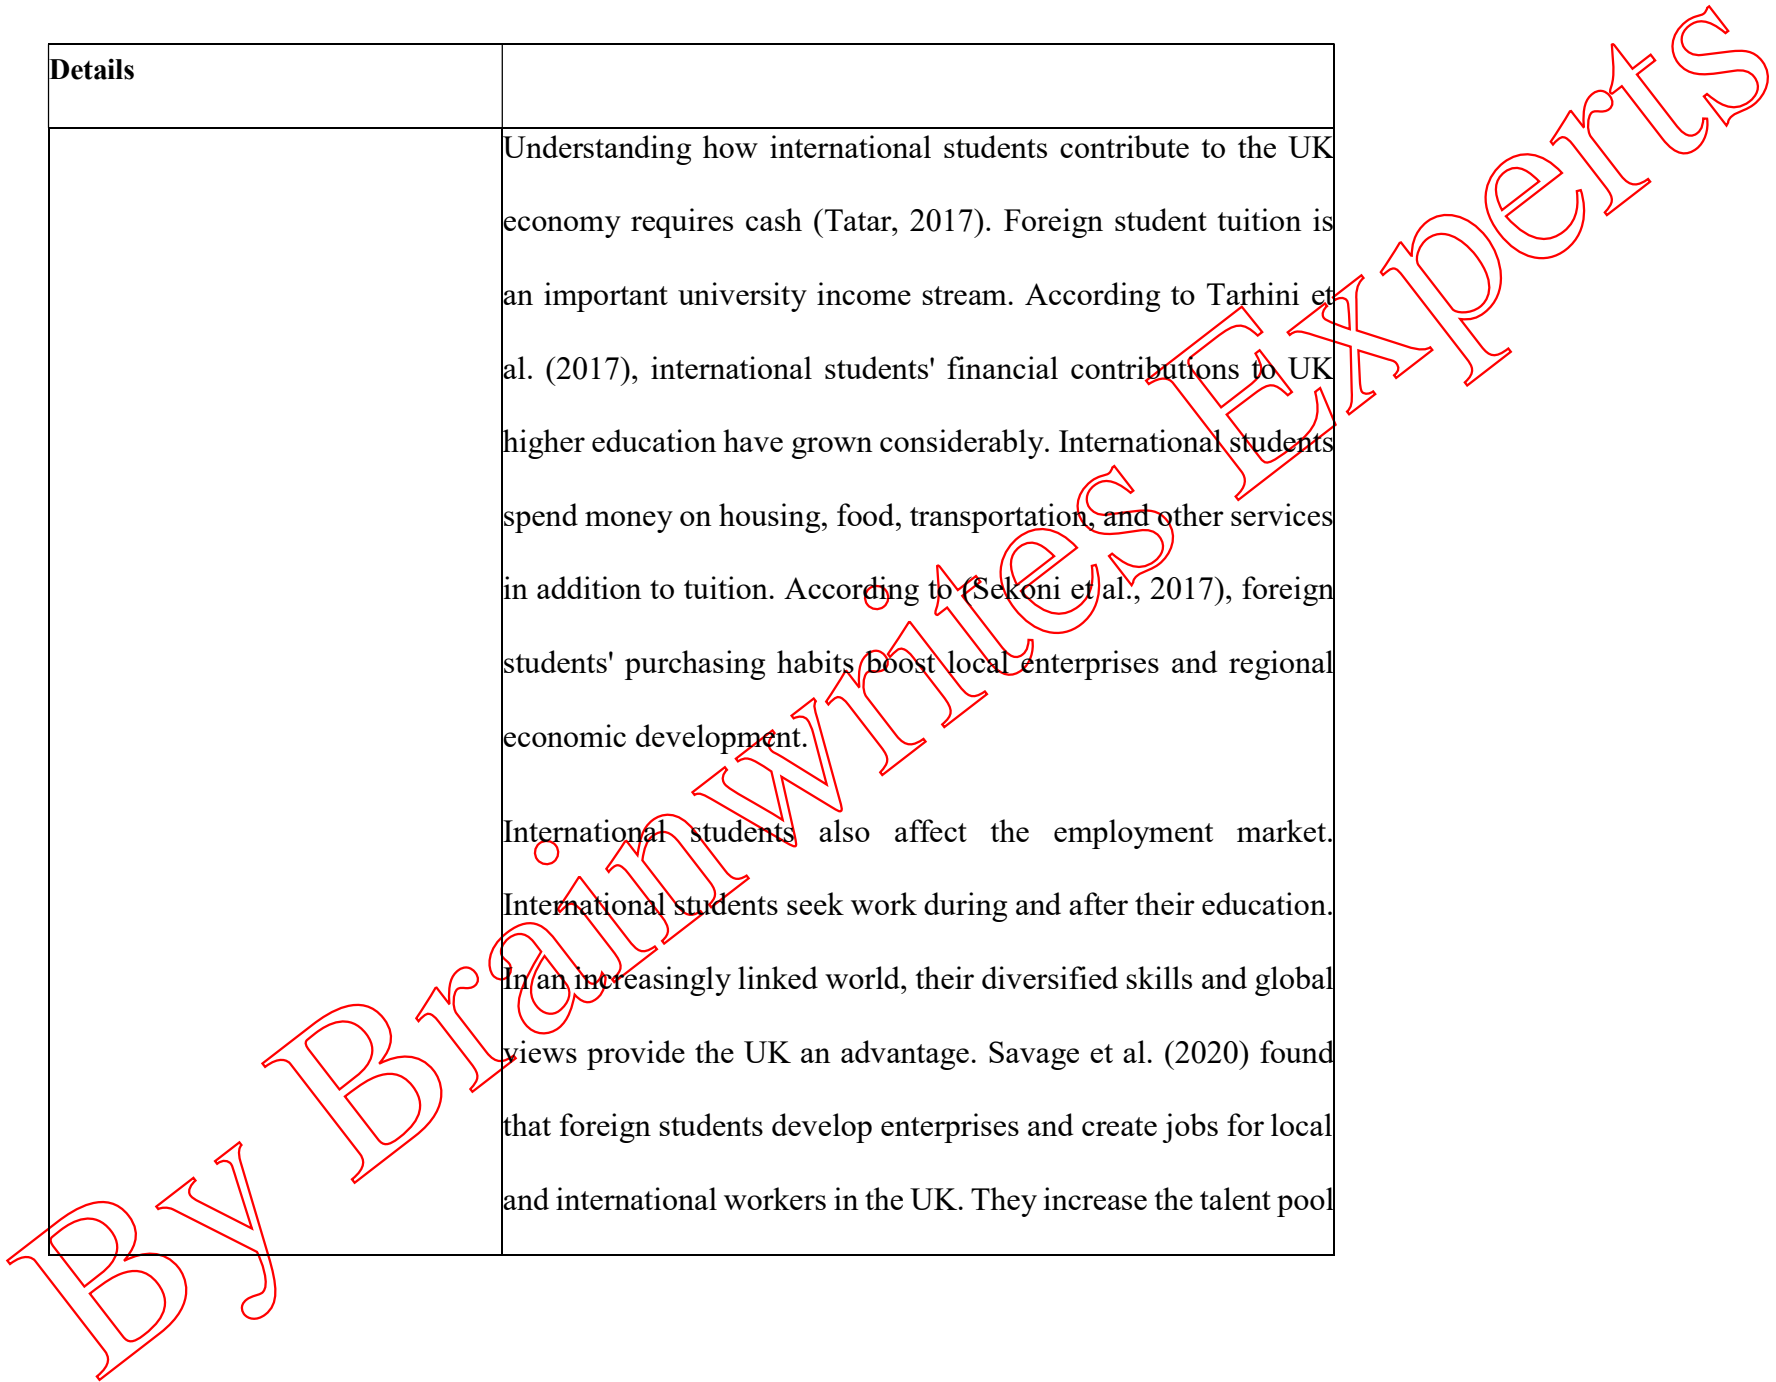 Details
Understanding how international students contribute to the UK
economy requires cash (Tatar, 2017). Foreign student tuition is
an important university income stream. According to Tarhini et
al. (2017), international students' financial contributions to UK
higher education have grown considerably. International students
spend money on housing, food, transportation, and other services
in addition to tuition. According to (Sekoni et al., 2017), foreign
students' purchasing habits boost local enterprises and regional
economic development.
International students also affect the employment market.
International students seek work during and after their education.
In an increasingly linked world, their diversified skills and global
views provide the UK an advantage. Savage et al. (2020) found
that foreign students develop enterprises and create jobs for local
and international workers in the UK. They increase the talent pool
By Brainwrites Experts